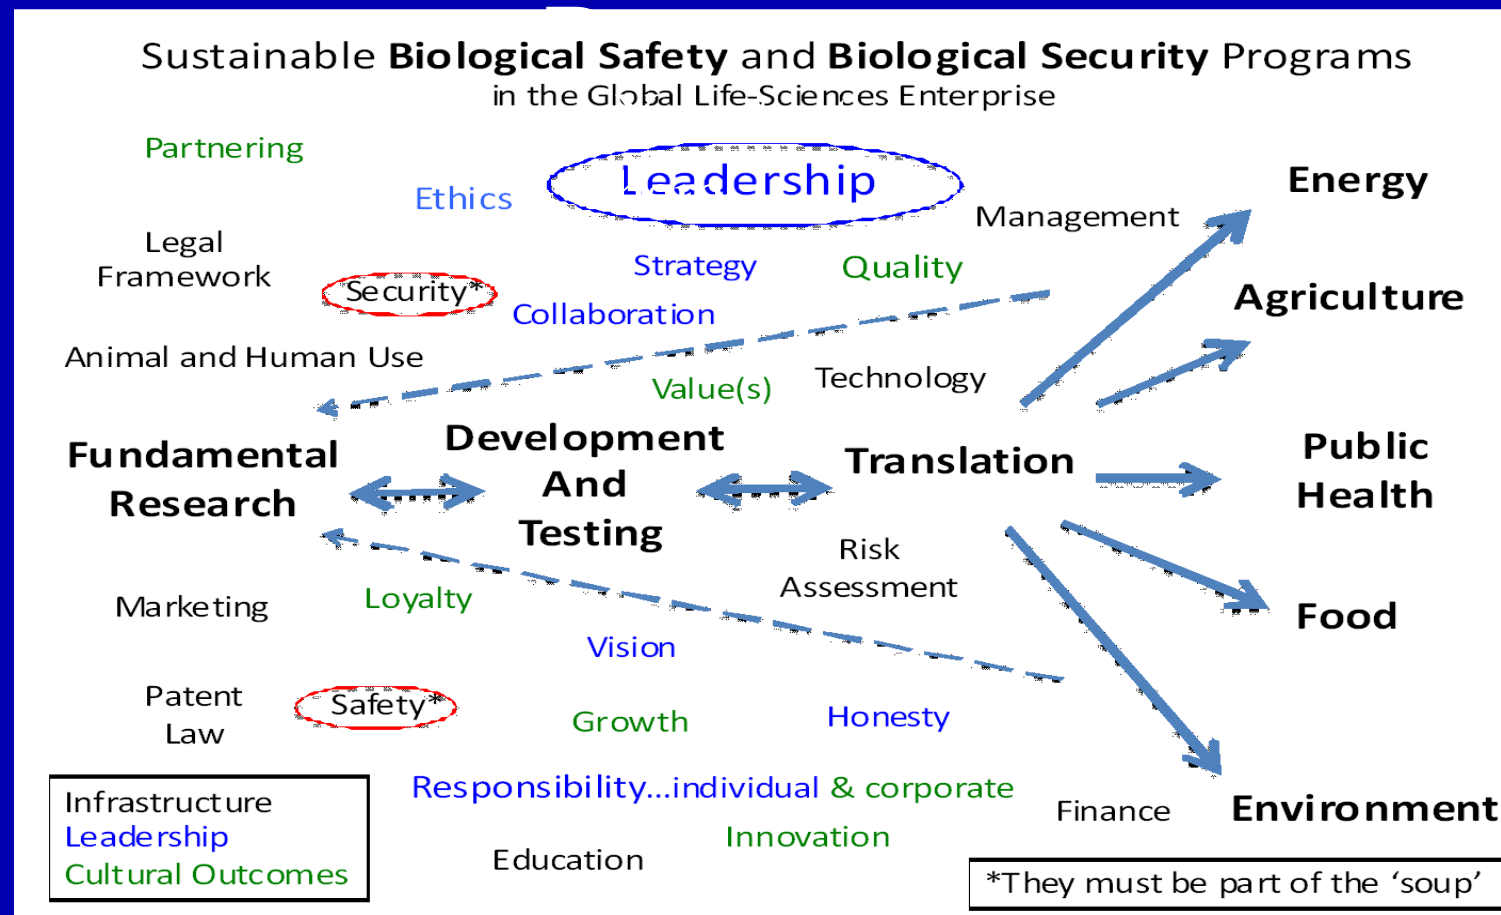 Sustainable Biological Safety and Biological Security Programs
in the Global Life-Sciences Enterprise
Partnering
Ethics
Leadership
Energy
Management
Legal
Framework
Security*
Strategy
Quality
Collaboration
Agriculture
Animal and Human Use
Value(s)
Technology
Fundamental
Research
Development
And
Testing
Translation
Public
Health
Risk
Assessment
Marketing
Loyalty
Vision
Food
Patent
Law
Safety*
Growth
Honesty
Responsibility...individual & corporate
Finance
Environment
Innovation
Education
Infrastructure
Leadership
Cultural Outcomes
*They must be part of the ‘soup’